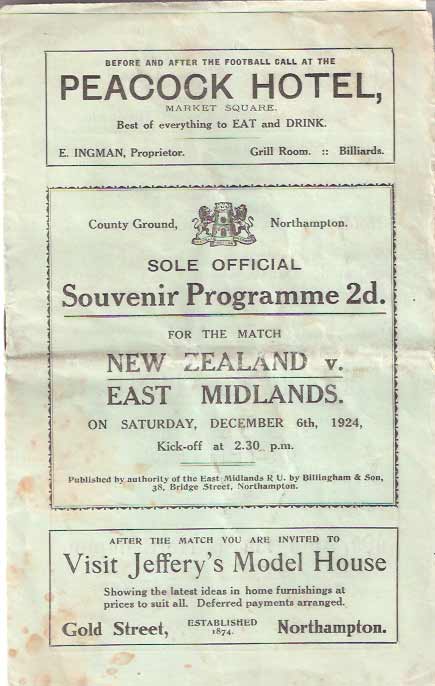 BEFORE AND AFTER THE FOOTBALL CALL AT THE
PEACOCK HOTEL,
MARKET SQUARE.
Best of everything to EAT and DRINK.
E. INGMAN, Proprietor. Grill Room. :: Billiards.
County Ground, Northampton.
SOLE OFFICIAL
Souvenir Programme 2d.
FOR THE MATCH
NEW ZEALAND v.
EAST MIDLANDS.
ON SATURDAY, DECEMBER 6th, 1924,
Kick-off at 2.30 p.m.
Published by authority of the East Midlands R U. by Billingham & Son,
38, Bridge Street, Northampton.
AFTER THE MATCH YOU ARE INVITED TO
Visit Jeffery's Model House
Showing the latest ideas in home furnishings at
prices to suit all. Deferred payments arranged.
Gold Street, ESTABLISHED 1874. Northampton.